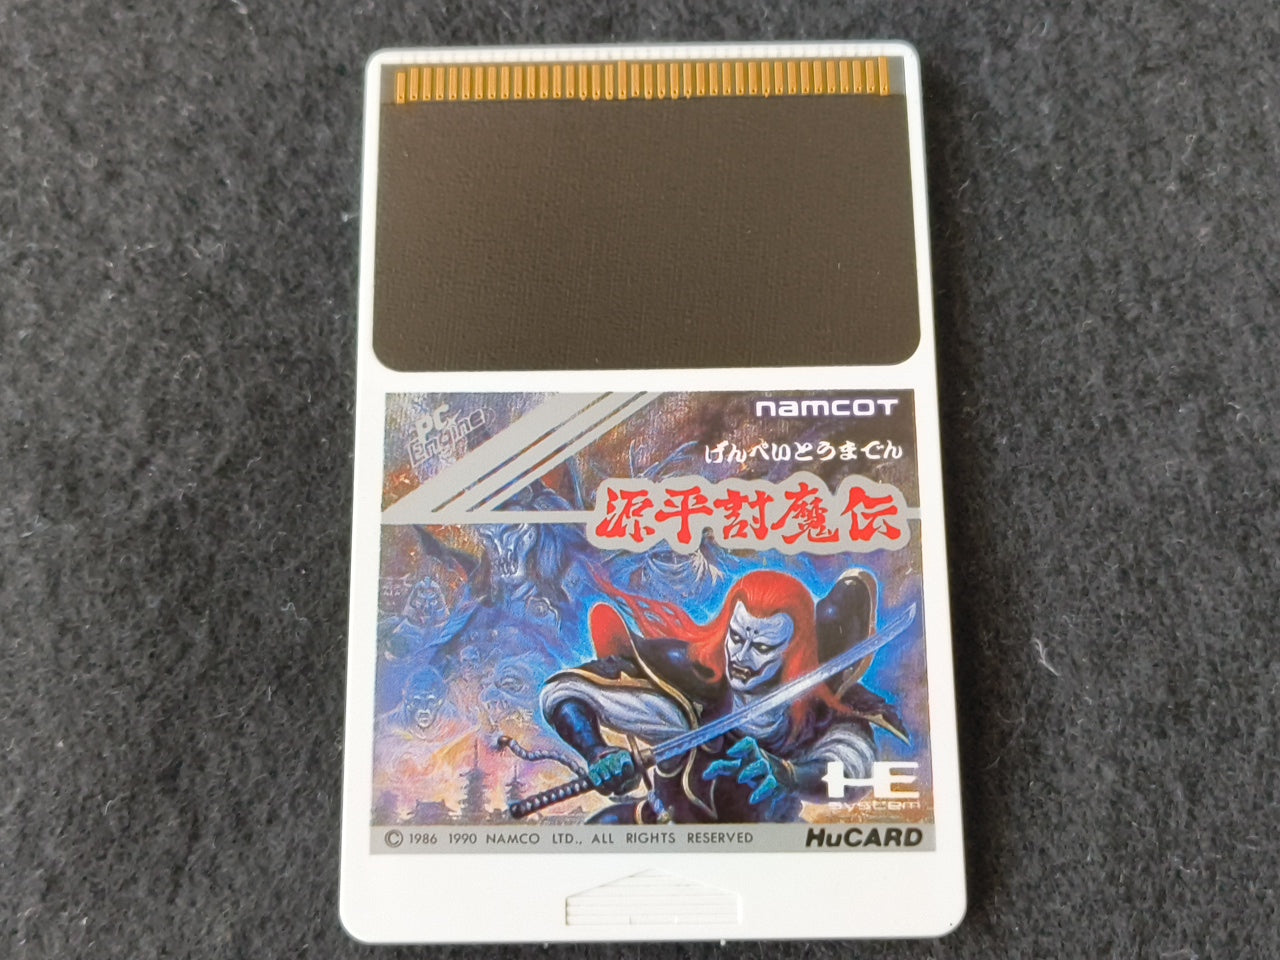 PC
Engine
namcoT
げんぺいとうまでん
源平討魔伝
HE
system
© 1986 1990 NAMCO LTD., ALL RIGHTS RESERVED
HuCARD